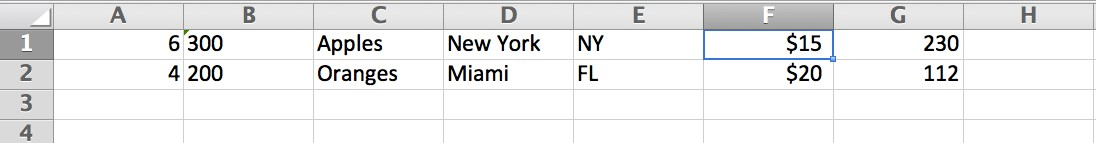 A B C D E F G H
1 6 300 Apples New York NY $15 230
2 4 200 Oranges Miami FL $20 112
3
4